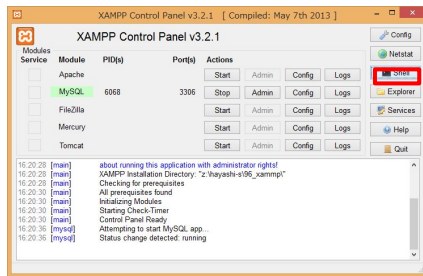 XAMPP Control Panel v3.2.1 [ Compiled: May 7th 2013 ]
XAMPP Control Panel v3.2.1
Config
Modules
Service Module PID(s) Port(s) Actions
Netstat
Apache Start Admin Config Logs
Shell
MySQL 6068 3306 Stop Admin Config Logs
Explorer
FileZilla Start Admin Config Logs
Services
Mercury Start Admin Config Logs
Help
Tomcat Start Admin Config Logs
Quit
16:20:28 [main] about running this application with administrator rights!
16:20:28 [main] XAMPP Installation Directory: "z:\hayashi-s\96_xammp\"
16:20:28 [main] Checking for prerequisites
16:20:30 [main] All prerequisites found
16:20:30 [main] Initializing Modules
16:20:30 [main] Starting Check-Timer
16:20:30 [main] Control Panel Ready
16:20:36 [mysql] Attempting to start MySQL app...
16:20:36 [mysql] Status change detected: running